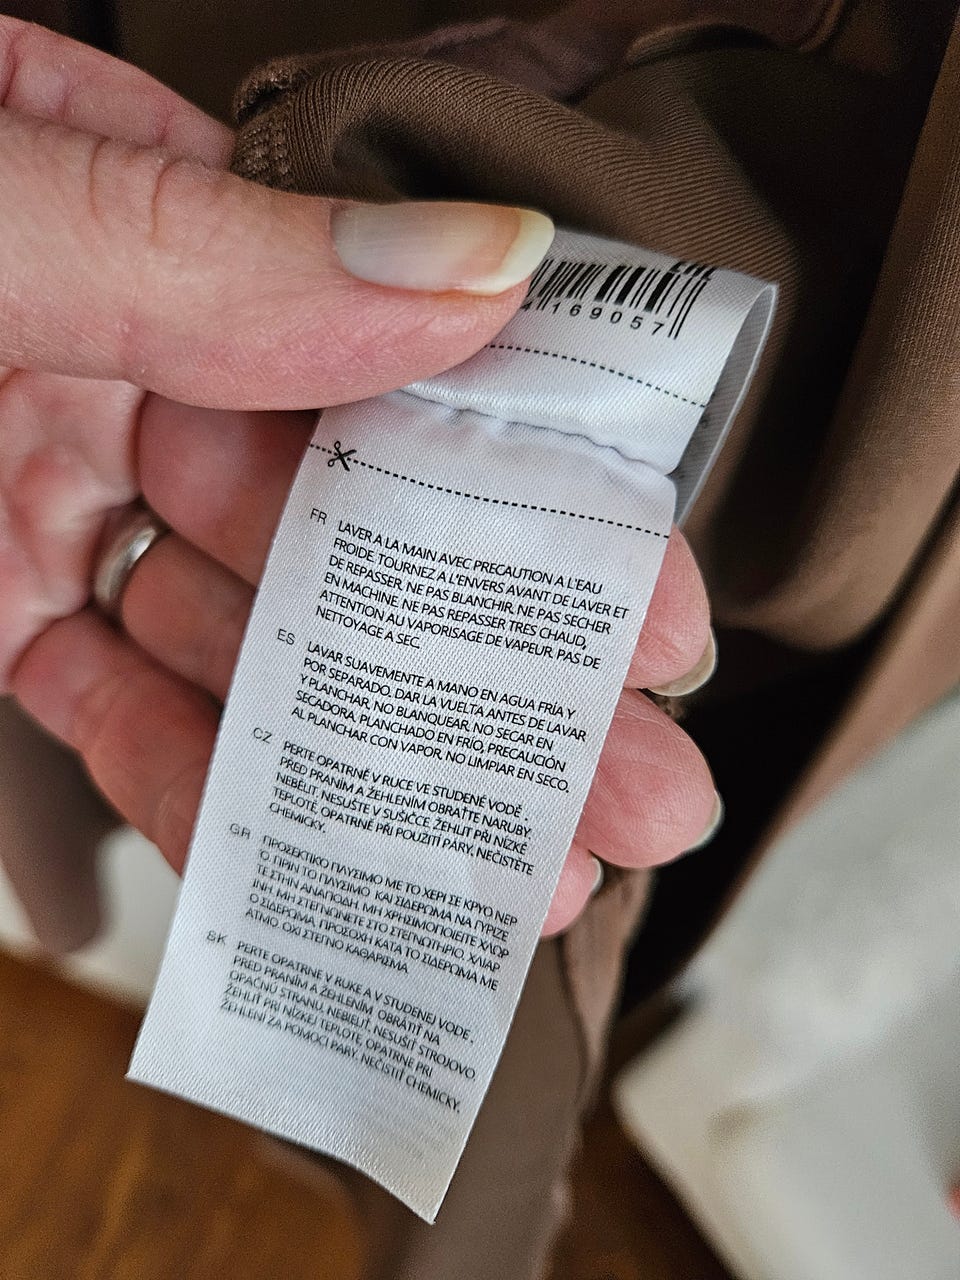 169057
FR LAVER A LA MAIN AVEC PRECAUTION A L'EAU
FROIDE. TOURNEZ A L'ENVERS AVANT DE LAVER ET
DE REPASSER. NE PAS BLANCHIR. NE PAS SECHER
EN MACHINE. NE PAS REPASSER TRES CHAUD,
ATTENTION AU VAPORISAGE DE VAPEUR. PAS DE
NETTOYAGE A SEC.
ES LAVAR SUAVEMENTE A MANO EN AGUA FRÍA Y
POR SEPARADO. DAR LA VUELTA ANTES DE LAVAR
Y PLANCHAR. NO BLANQUEAR. NO SECAR EN
SECADORA. PLANCHADO EN FRÍO, PRECAUCIÓN
AL PLANCHAR CON VAPOR. NO LIMPIAR EN SECO.
CZ PERTE OPATRNĚ V RUCE VE STUDENÉ VODĚ .
PŘED PRANÍM A ŽEHLENÍM OBRAŤTE NARUBY.
NEBĚLIT. NESUŠTE V SUŠIČCE. ŽEHLIT PŘI NÍZKÉ
TEPLOTĚ, OPATRNĚ PŘI POUŽITÍ PÁRY. NEČISTĚTE
CHEMICKY.
GR ΠΡΟΣΕΚΤΙΚΟ ΠΛΥΣΙΜΟ ΜΕ ΤΟ ΧΕΡΙ ΣΕ ΚΡΥΟ ΝΕΡ
Ο. ΠΡΙΝ ΤΟ ΠΛΥΣΙΜΟ ΚΑΙ ΣΙΔΕΡΩΜΑ ΝΑ ΓΥΡΙΖΕ
ΤΕ ΣΤΗΝ ΑΝΑΠΟΔΗ. ΜΗ ΧΡΗΣΙΜΟΠΟΙΕΙΤΕ ΧΛΩΡ
ΙΝΗ. ΜΗ ΣΤΕΓΝΩΝΕΤΕ ΣΤΟ ΣΤΕΓΝΩΤΗΡΙΟ. ΧΛΙΑΡ
Ο ΣΙΔΕΡΩΜΑ. ΠΡΟΣΟΧΗ ΚΑΤΑ ΤΟ ΣΙΔΕΡΩΜΑ ΜΕ
ΑΤΜΟ. ΟΧΙ ΣΤΕΓΝΟ ΚΑΘΑΡΙΣΜΑ
SK PERTE OPATRNE V RUKE A V STUDENEJ VODE .
PRED PRANÍM A ŽEHLENÍM OBRÁTIŤ NA
OPAČNÚ STRANU. NEBIELIŤ. NESUŠIŤ STROJOVO.
ŽEHLIŤ PRI NÍZKEJ TEPLOTE, OPATRNE PRI
ŽEHLENÍ ZA POMOCI PARY. NEČISTIŤ CHEMICKY.